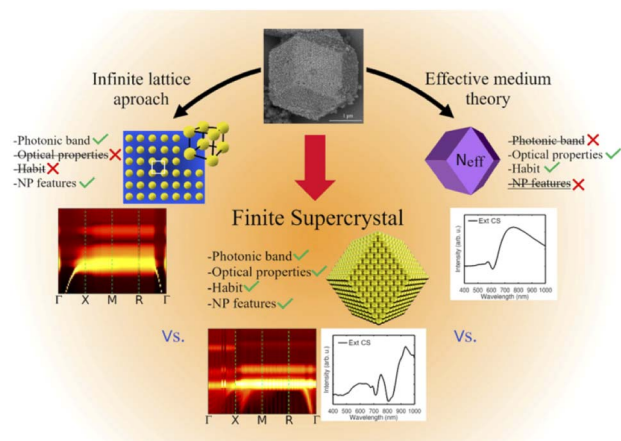 Infinite lattice
aproach
Effective medium
theory
1 μm
-Photonic band ✓
-Optical properties ✗
-Habit ✗
-NP features ✓
Neff
-Photonic band ✗
-Optical properties ✓
-Habit ✓
-NP features ✗
Γ X M R Γ
Finite Supercrystal
-Photonic band ✓
-Optical properties ✓
-Habit ✓
-NP features ✓
Ext CS
Intensity (arb. u.)
400 500 600 700 800 900 1000
Wavelength (nm)
Vs.
Vs.
Γ X M R Γ
Ext CS
Intensity (arb. u.)
400 500 600 700 800 900 1000
Wavelength (nm)